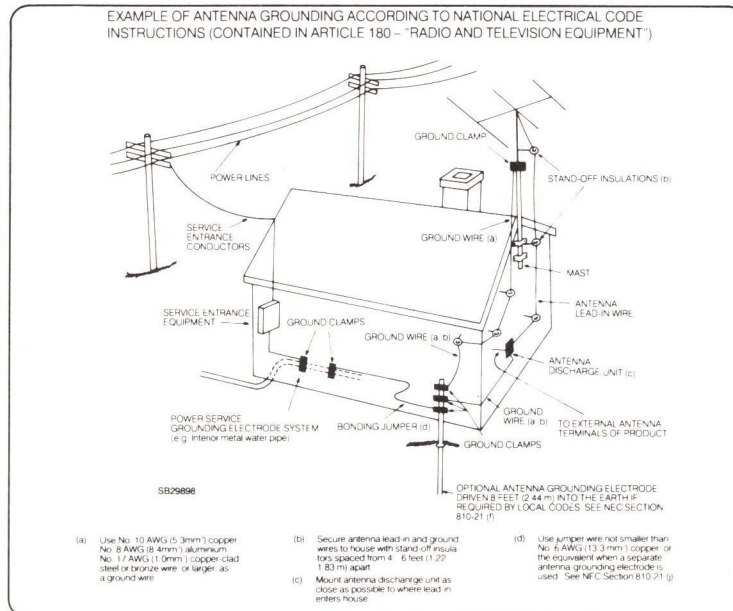 EXAMPLE OF ANTENNA GROUNDING ACCORDING TO NATIONAL ELECTRICAL CODE
INSTRUCTIONS (CONTAINED IN ARTICLE 180 – "RADIO AND TELEVISION EQUIPMENT")
GROUND CLAMP
POWER LINES
STAND-OFF INSULATIONS (b)
SERVICE
ENTRANCE
CONDUCTORS
GROUND WIRE (a)
MAST
SERVICE ENTRANCE
EQUIPMENT
GROUND CLAMPS
GROUND WIRE (a b)
ANTENNA
LEAD-IN WIRE
ANTENNA
DISCHARGE UNIT (c)
POWER SERVICE
GROUNDING ELECTRODE SYSTEM
(e.g. Interior metal water pipe)
BONDING JUMPER (d)
GROUND
WIRE (a b)
GROUND CLAMPS
TO EXTERNAL ANTENNA
TERMINALS OF PRODUCT
SB29898
OPTIONAL ANTENNA GROUNDING ELECTRODE
DRIVEN 8 FEET (2.44 m) INTO THE EARTH IF
REQUIRED BY LOCAL CODES SEE NEC SECTION
810-21 (f)
(a) Use No. 10 AWG (5.3mm²) copper
No. 8 AWG (8.4mm²) aluminium
No. 17 AWG (1.0mm²) copper-clad
steel or bronze wire or larger as
a ground wire
(b) Secure antenna lead-in and ground
wires to house with stand-off insula
tors spaced from 4 6 feet (1.22
1.83 m) apart
(c) Mount antenna discharge unit as
close as possible to where lead-in
enters house
(d) Use jumper wire not smaller than
No. 6 AWG (13.3 mm²) copper or
the equivalent when a separate
antenna grounding electrode is
used See NEC Section 810 21 (j)